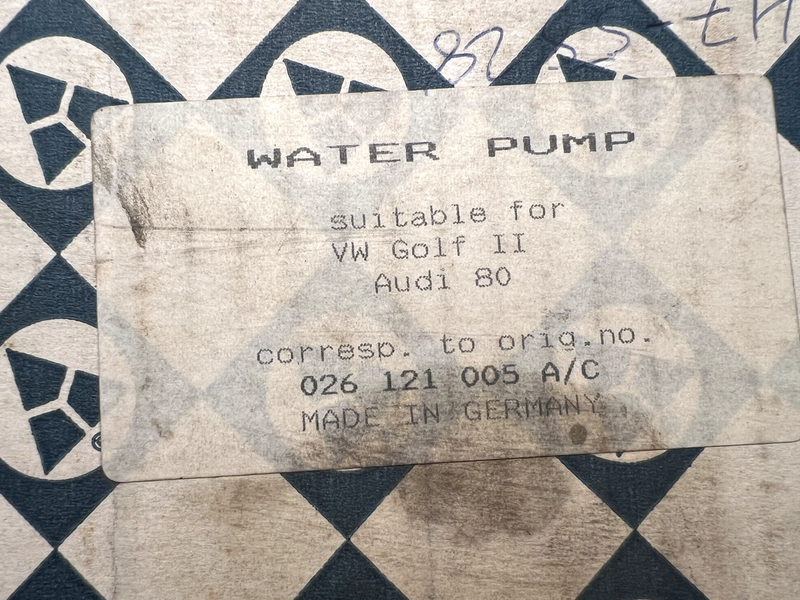 WATER PUMP
suitable for
VW Golf II
Audi 80
corresp. to orig.no.
026 121 005 A/C
MADE IN GERMANY